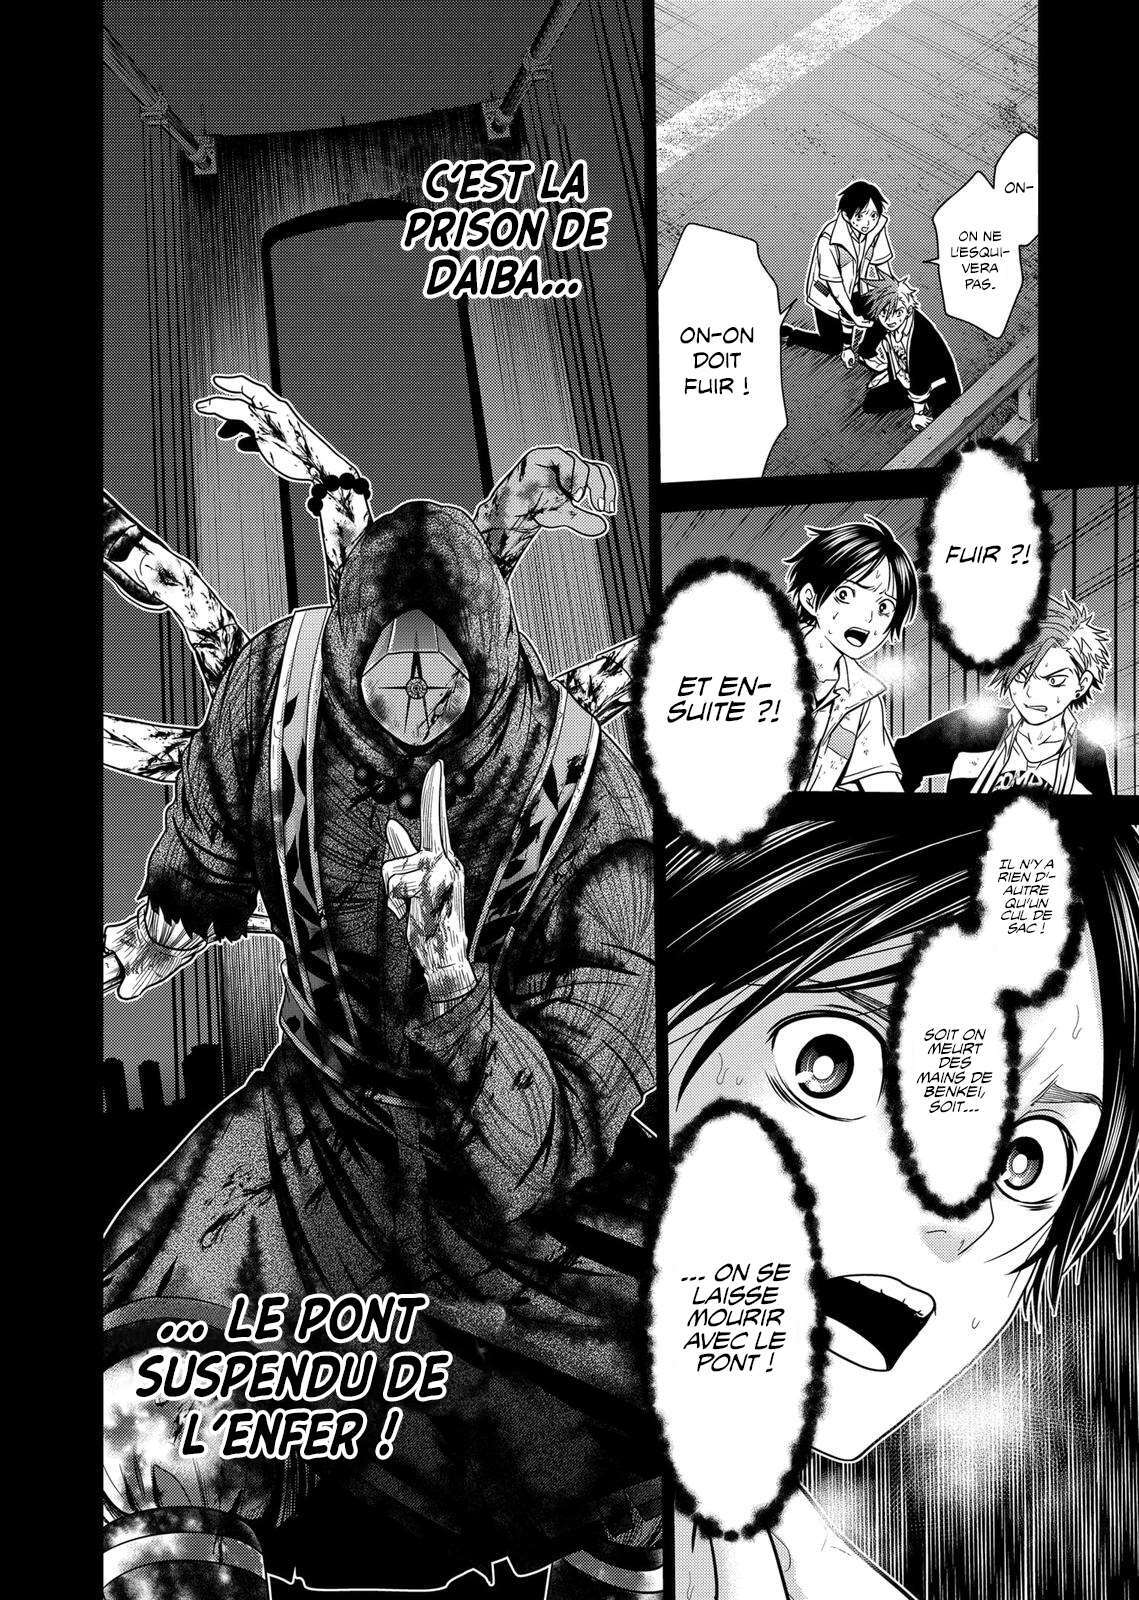 ON-
ON NE
L'ESQUI-
VERA
PAS.
ON-ON
DOIT
FUIR !
FUIR ?!
ET EN-
SUITE ?!
IL N'Y A
RIEN D'-
AUTRE
QU'UN
CUL DE
SAC !
SOIT ON
MEURT
DES
MAINS DE
BENKEI,
SOIT...
... ON SE
LAISSE
MOURIR
AVEC LE
PONT !
C'EST LA
PRISON DE
DAIBA...
... LE PONT
SUSPENDU DE
L'ENFER !